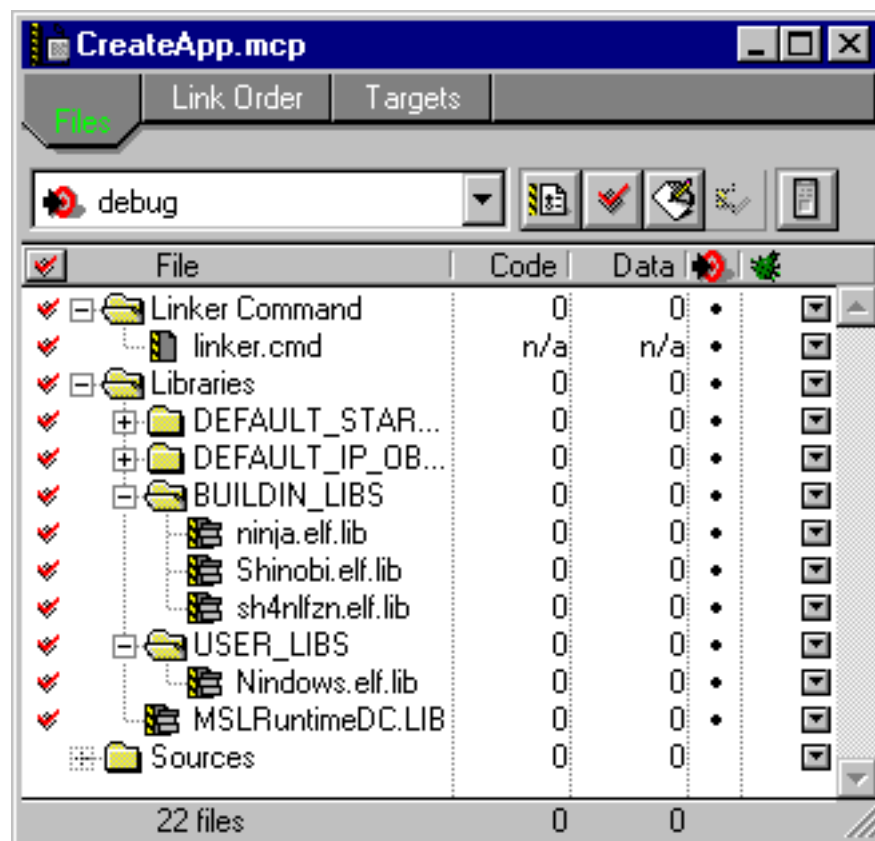 CreateApp.mcp
Files Link Order Targets
debug
File Code Data
Linker Command 0 0
linker.cmd n/a n/a
Libraries 0 0
DEFAULT_STAR... 0 0
DEFAULT_IP_OB... 0 0
BUILDIN_LIBS 0 0
ninja.elf.lib 0 0
Shinobi.elf.lib 0 0
sh4nlfzn.elf.lib 0 0
USER_LIBS 0 0
Nindows.elf.lib 0 0
MSLRuntimeDC.LIB 0 0
Sources 0 0
22 files 0 0